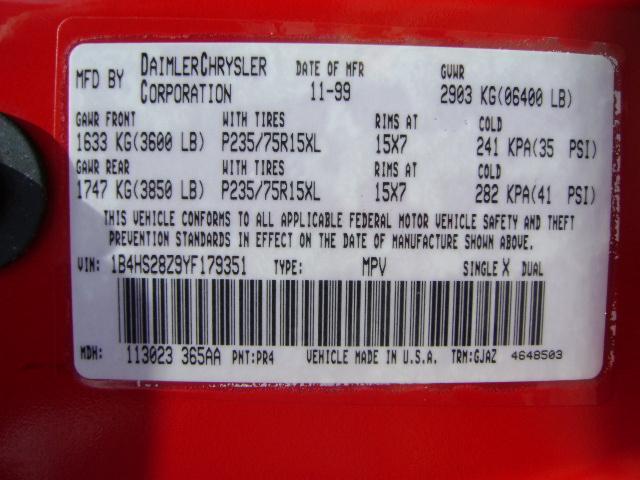 MFD BY DAIMLERCHRYSLER CORPORATION DATE OF MFR 11-99 GVWR 2903 KG(06400 LB)
GAWR FRONT WITH TIRES RIMS AT COLD
1633 KG(3600 LB) P235/75R15XL 15X7 241 KPA(35 PSI)
GAWR REAR WITH TIRES RIMS AT COLD
1747 KG(3850 LB) P235/75R15XL 15X7 282 KPA(41 PSI)
THIS VEHICLE CONFORMS TO ALL APPLICABLE FEDERAL MOTOR VEHICLE SAFETY AND THEFT
PREVENTION STANDARDS IN EFFECT ON THE DATE OF MANUFACTURE SHOWN ABOVE.
VIN: 1B4HS28Z9YF179351 TYPE: MPV SINGLE X DUAL
MDH: 113023 365AA PNT:PR4 VEHICLE MADE IN U.S.A. TRM:GJAZ 4648503